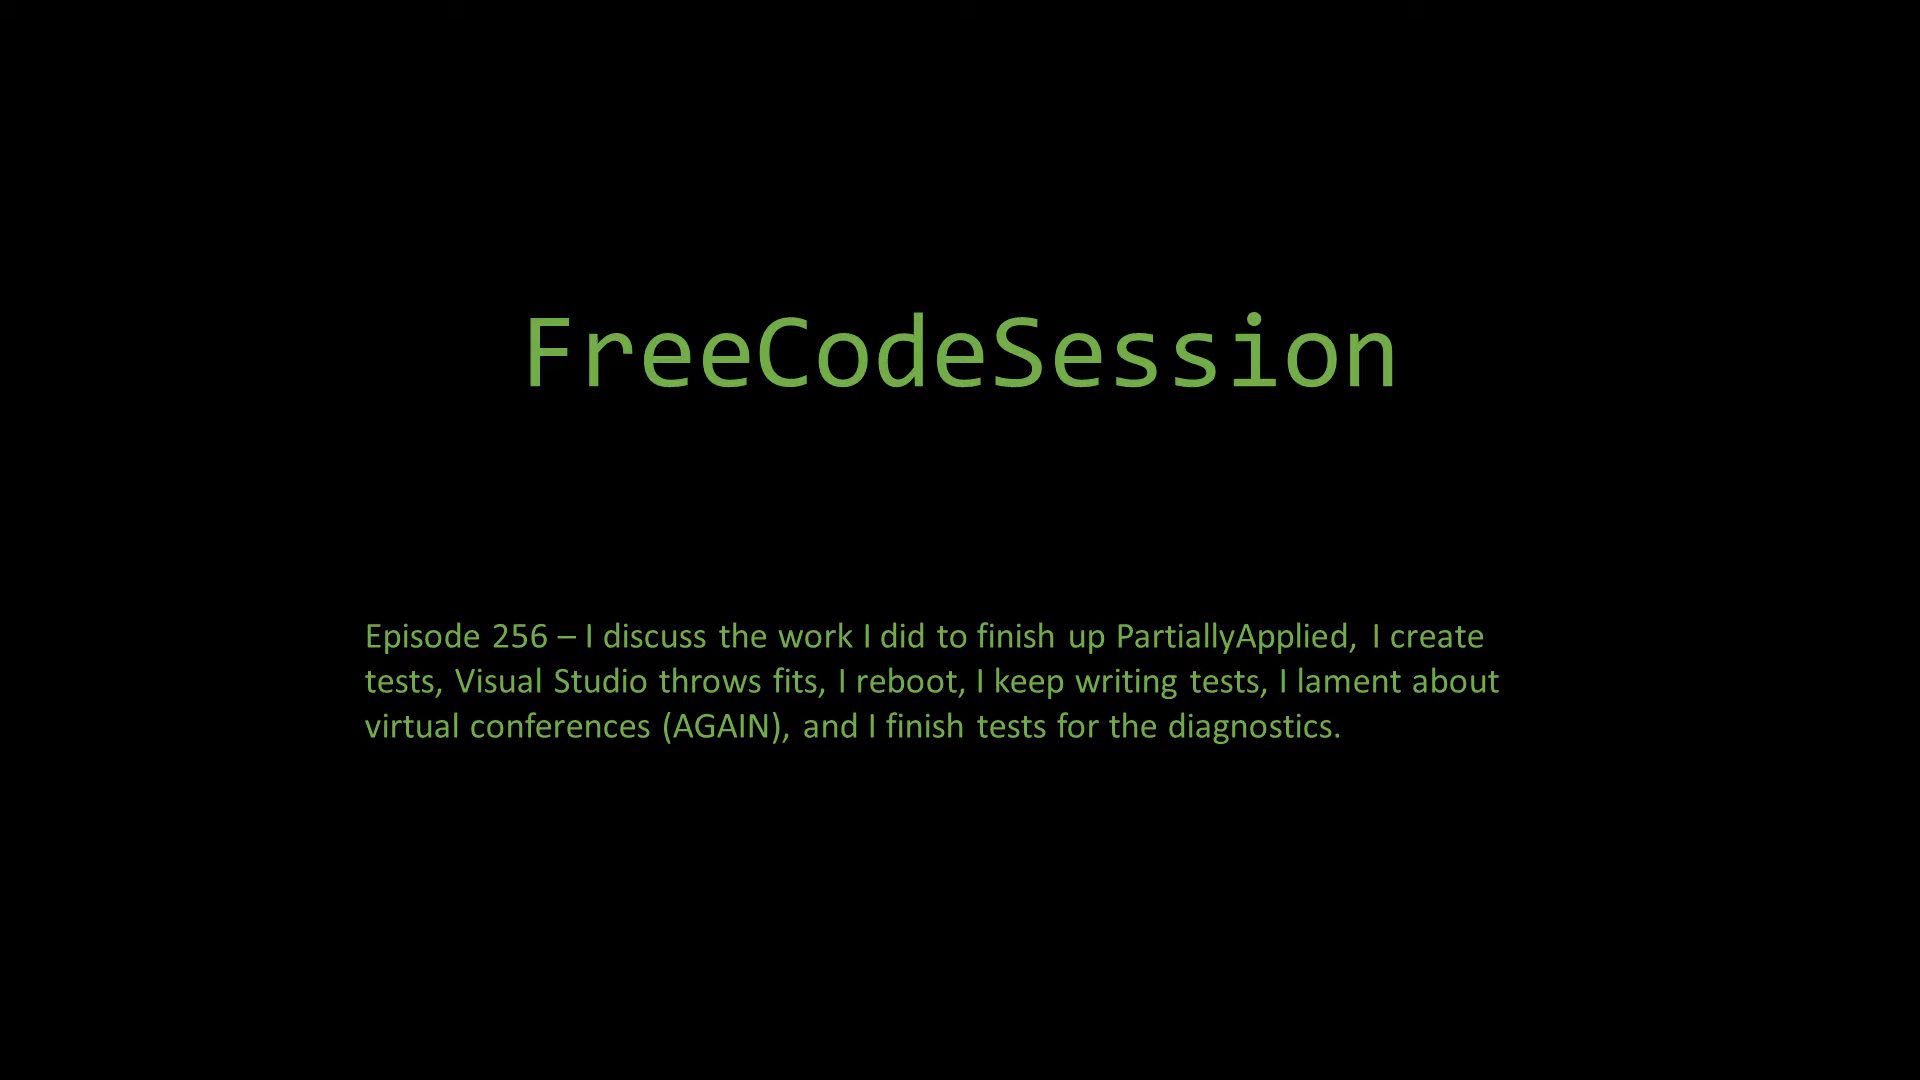 FreeCodeSession
Episode 256 – I discuss the work I did to finish up PartiallyApplied, I create
tests, Visual Studio throws fits, I reboot, I keep writing tests, I lament about
virtual conferences (AGAIN), and I finish tests for the diagnostics.